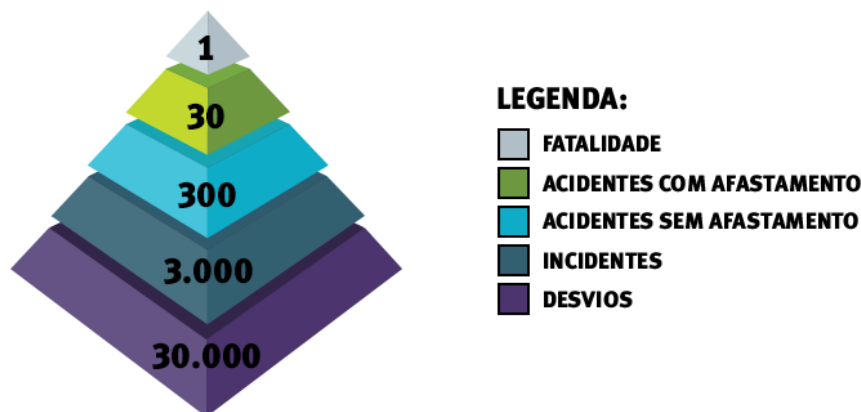 1
30
300
3.000
30.000
LEGENDA:
FATALIDADE
ACIDENTES COM AFASTAMENTO
ACIDENTES SEM AFASTAMENTO
INCIDENTES
DESVIOS